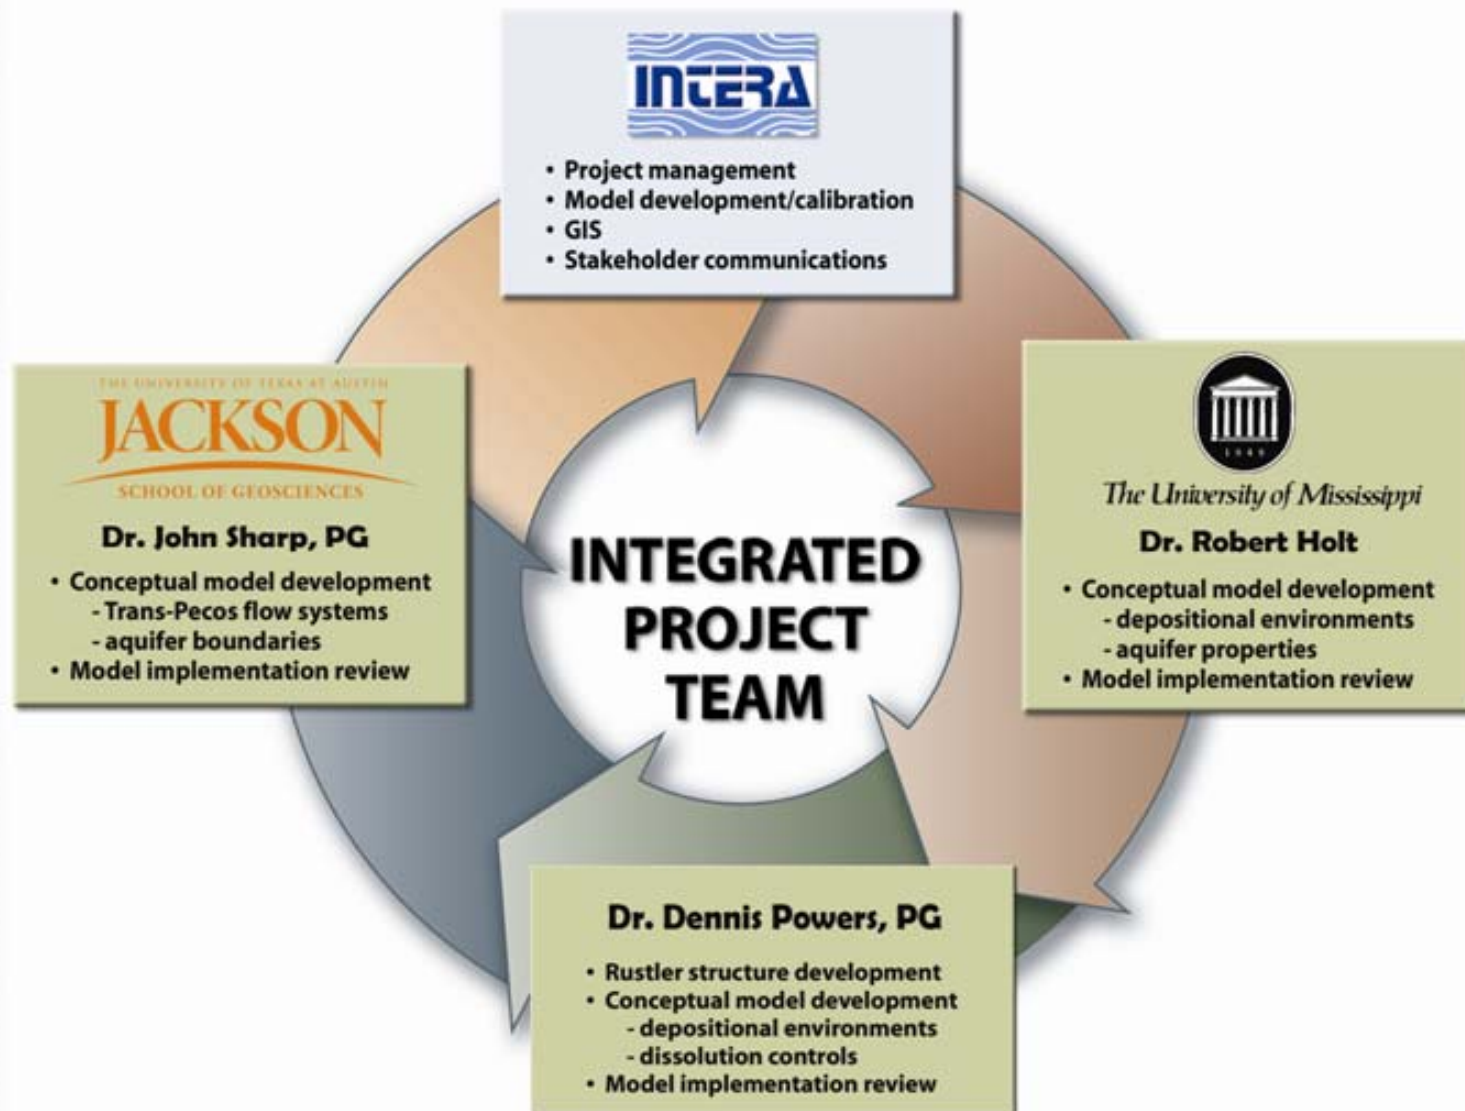 INTERA
• Project management
• Model development/calibration
• GIS
• Stakeholder communications
THE UNIVERSITY OF TEXAS AT AUSTIN
JACKSON
SCHOOL OF GEOSCIENCES
Dr. John Sharp, PG
• Conceptual model development
- Trans-Pecos flow systems
- aquifer boundaries
• Model implementation review
1848
The University of Mississippi
Dr. Robert Holt
• Conceptual model development
- depositional environments
- aquifer properties
• Model implementation review
INTEGRATED
PROJECT
TEAM
Dr. Dennis Powers, PG
• Rustler structure development
• Conceptual model development
- depositional environments
- dissolution controls
• Model implementation review